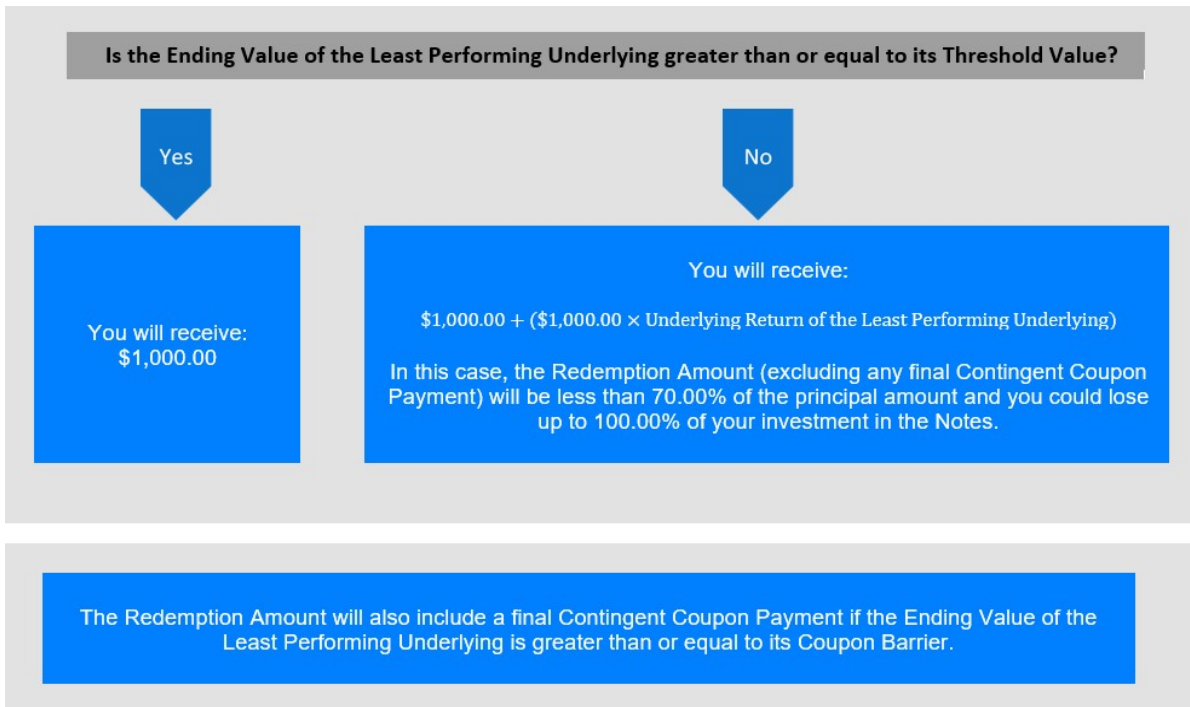 Is the Ending Value of the Least Performing Underlying greater than or equal to its Threshold Value?
Yes
No
You will receive:
$1,000.00
You will receive:
$1,000.00 + ($1,000.00 × Underlying Return of the Least Performing Underlying)
In this case, the Redemption Amount (excluding any final Contingent Coupon
Payment) will be less than 70.00% of the principal amount and you could lose
up to 100.00% of your investment in the Notes.
The Redemption Amount will also include a final Contingent Coupon Payment if the Ending Value of the
Least Performing Underlying is greater than or equal to its Coupon Barrier.